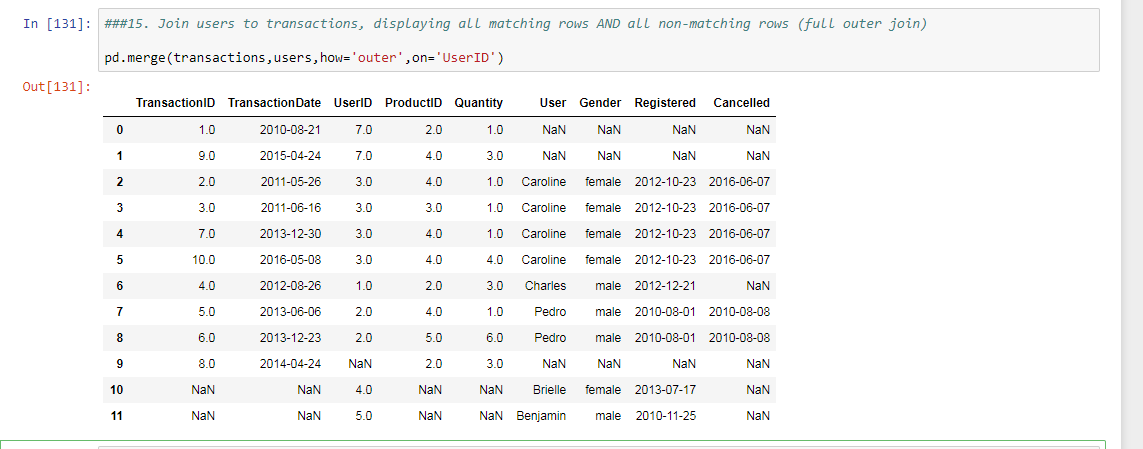 In [131]: ###15. Join users to transactions, displaying all matching rows AND all non-matching rows (full outer join)
pd.merge(transactions,users,how='outer',on='UserID')
Out[131]:
TransactionID TransactionDate UserID ProductID Quantity User Gender Registered Cancelled
0 1.0 2010-08-21 7.0 2.0 1.0 NaN NaN NaN NaN
1 9.0 2015-04-24 7.0 4.0 3.0 NaN NaN NaN NaN
2 2.0 2011-05-26 3.0 4.0 1.0 Caroline female 2012-10-23 2016-06-07
3 3.0 2011-06-16 3.0 3.0 1.0 Caroline female 2012-10-23 2016-06-07
4 7.0 2013-12-30 3.0 4.0 1.0 Caroline female 2012-10-23 2016-06-07
5 10.0 2016-05-08 3.0 4.0 4.0 Caroline female 2012-10-23 2016-06-07
6 4.0 2012-08-26 1.0 2.0 3.0 Charles male 2012-12-21 NaN
7 5.0 2013-06-06 2.0 4.0 1.0 Pedro male 2010-08-01 2010-08-08
8 6.0 2013-12-23 2.0 5.0 6.0 Pedro male 2010-08-01 2010-08-08
9 8.0 2014-04-24 NaN 2.0 3.0 NaN NaN NaN NaN
10 NaN NaN 4.0 NaN NaN Brielle female 2013-07-17 NaN
11 NaN NaN 5.0 NaN NaN Benjamin male 2010-11-25 NaN